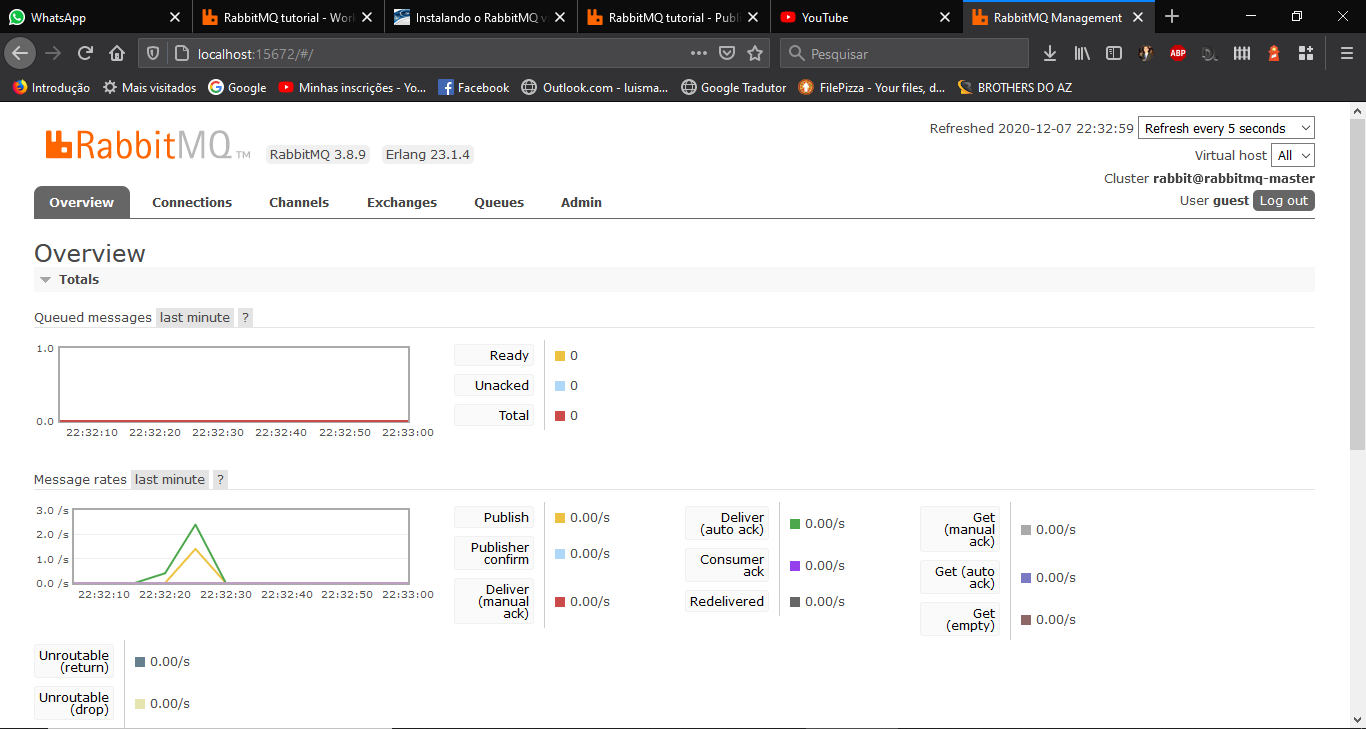 WhatsApp
RabbitMQ tutorial - Worl
Instalando o RabbitMQ v
RabbitMQ tutorial - Publi
YouTube
RabbitMQ Management
localhost:15672/#/
Pesquisar
ABP
Introdução
Mais visitados
Google
Minhas inscrições - Yo...
Facebook
Outlook.com - luisma...
Google Tradutor
FilePizza - Your files, d...
BROTHERS DO AZ
RabbitMQ TM
RabbitMQ 3.8.9
Erlang 23.1.4
Refreshed 2020-12-07 22:32:59 Refresh every 5 seconds
Virtual host All
Cluster rabbit@rabbitmq-master
User guest Log out
Overview Connections Channels Exchanges Queues Admin
Overview
Totals
Queued messages last minute ?
1.0
0.0
22:32:10 22:32:20 22:32:30 22:32:40 22:32:50 22:33:00
Ready 0
Unacked 0
Total 0
Message rates last minute ?
3.0 /s
2.0 /s
1.0 /s
0.0 /s
22:32:10 22:32:20 22:32:30 22:32:40 22:32:50 22:33:00
Publish 0.00/s
Publisher
confirm 0.00/s
Deliver
(manual
ack) 0.00/s
Deliver
(auto ack) 0.00/s
Consumer
ack 0.00/s
Redelivered 0.00/s
Get
(manual
ack) 0.00/s
Get (auto
ack) 0.00/s
Get
(empty) 0.00/s
Unroutable
(return) 0.00/s
Unroutable
(drop) 0.00/s